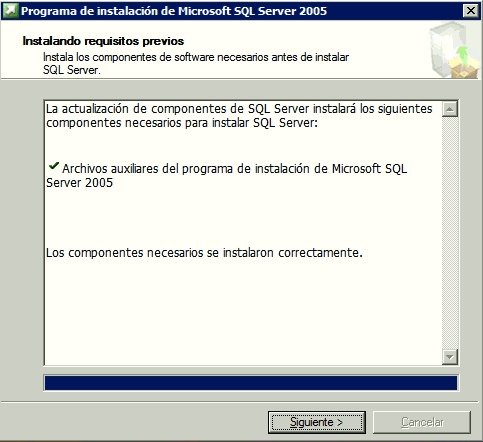 Programa de instalación de Microsoft SQL Server 2005
Instalando requisitos previos
Instala los componentes de software necesarios antes de instalar
SQL Server.
La actualización de componentes de SQL Server instalará los siguientes
componentes necesarios para instalar SQL Server:
Archivos auxiliares del programa de instalación de Microsoft SQL
Server 2005
Los componentes necesarios se instalaron correctamente.
Siguiente >
Cancelar